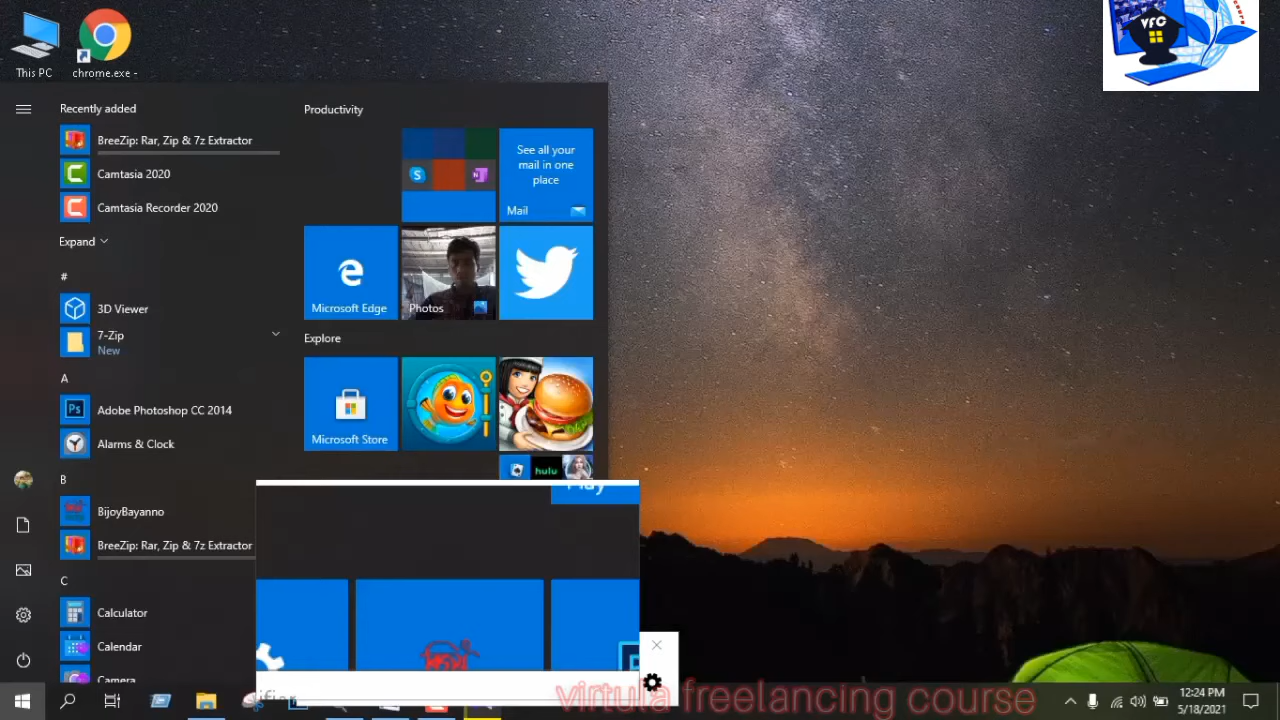 This PC
chrome.exe -
VFC
Recently added
BreeZip: Rar, Zip & 7z Extractor
Camtasia 2020
Camtasia Recorder 2020
Expand
#
3D Viewer
7-Zip
New
A
Adobe Photoshop CC 2014
Alarms & Clock
B
BijoyBayanno
BreeZip: Rar, Zip & 7z Extractor
C
Calculator
Calendar
Camera
Productivity
See all your
mail in one
place
Mail
Microsoft Edge
Photos
Explore
Microsoft Store
hulu
Play
virtula freelancing course
12:24 PM
5/18/2021